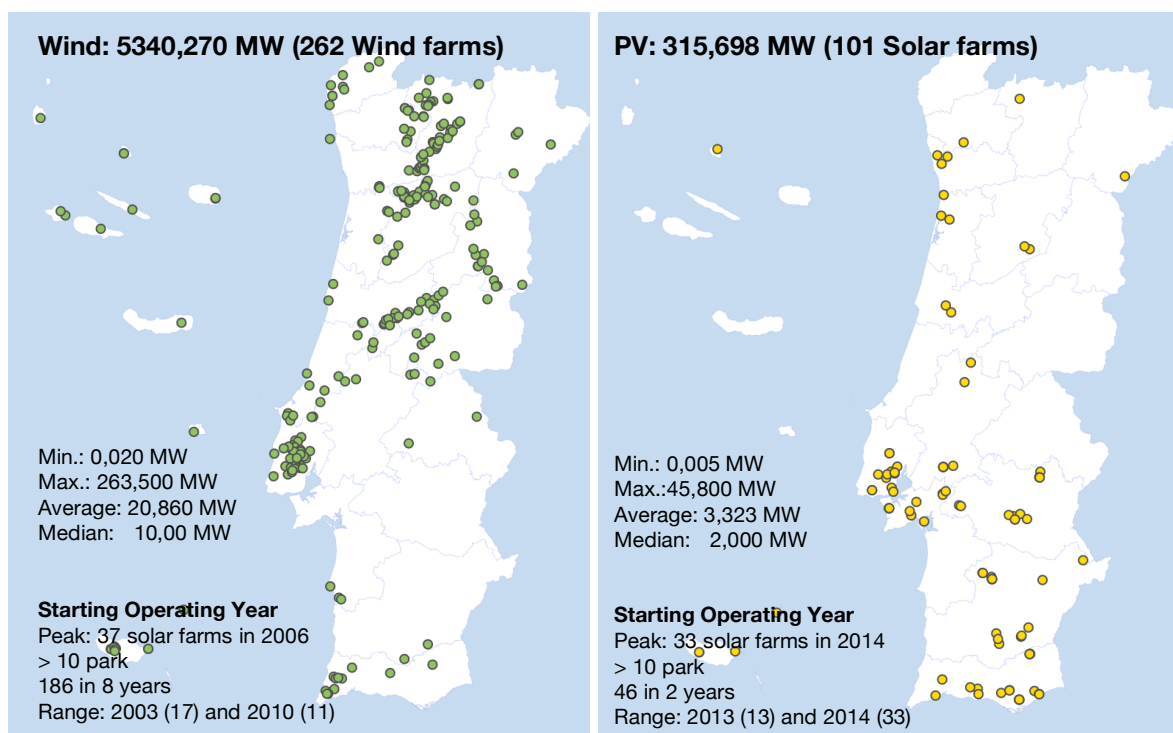 Wind: 5340,270 MW (262 Wind farms)
Min.: 0,020 MW
Max.: 263,500 MW
Average: 20,860 MW
Median: 10,00 MW
Starting Operating Year
Peak: 37 solar farms in 2006
> 10 park
186 in 8 years
Range: 2003 (17) and 2010 (11)
PV: 315,698 MW (101 Solar farms)
Min.: 0,005 MW
Max.:45,800 MW
Average: 3,323 MW
Median: 2,000 MW
Starting Operating Year
Peak: 33 solar farms in 2014
> 10 park
46 in 2 years
Range: 2013 (13) and 2014 (33)